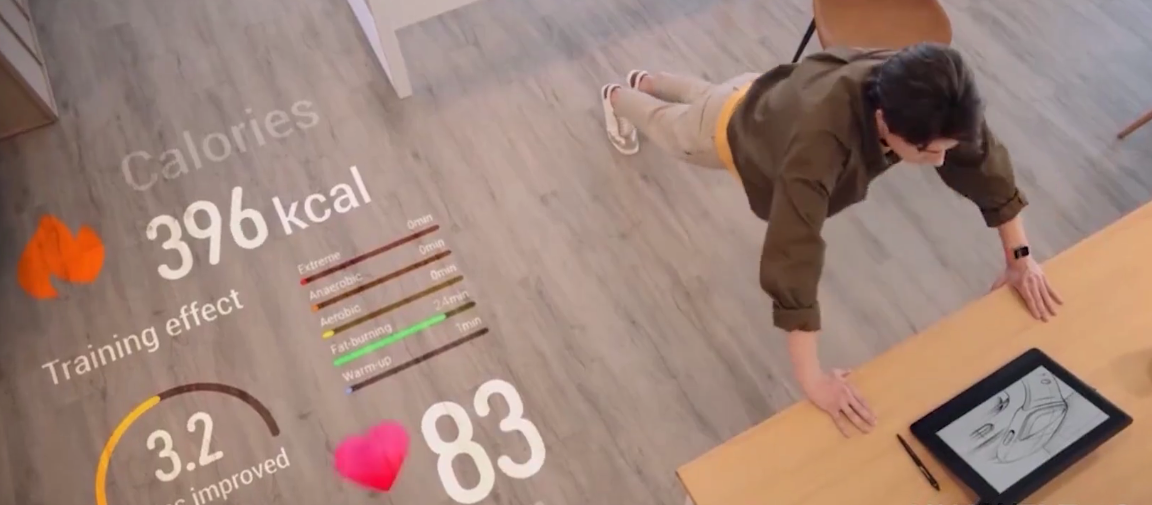 Calories
396 kcal
Extreme 0min
Anaerobic 0min
Aerobic 0min
Fat-burning 24min
Warm-up 1min
Training effect
3.2
improved
83